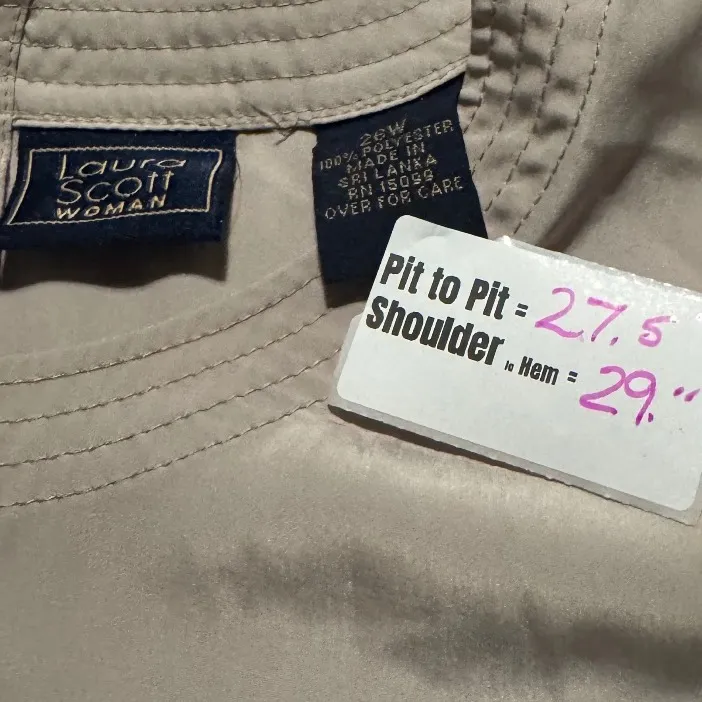 Laura
Scott
WOMAN
26W
100% POLYESTER
MADE IN
SRI LANKA
RN 15099
OVER FOR CARE
Pit to Pit = 27.5
Shoulder to Hem = 29."